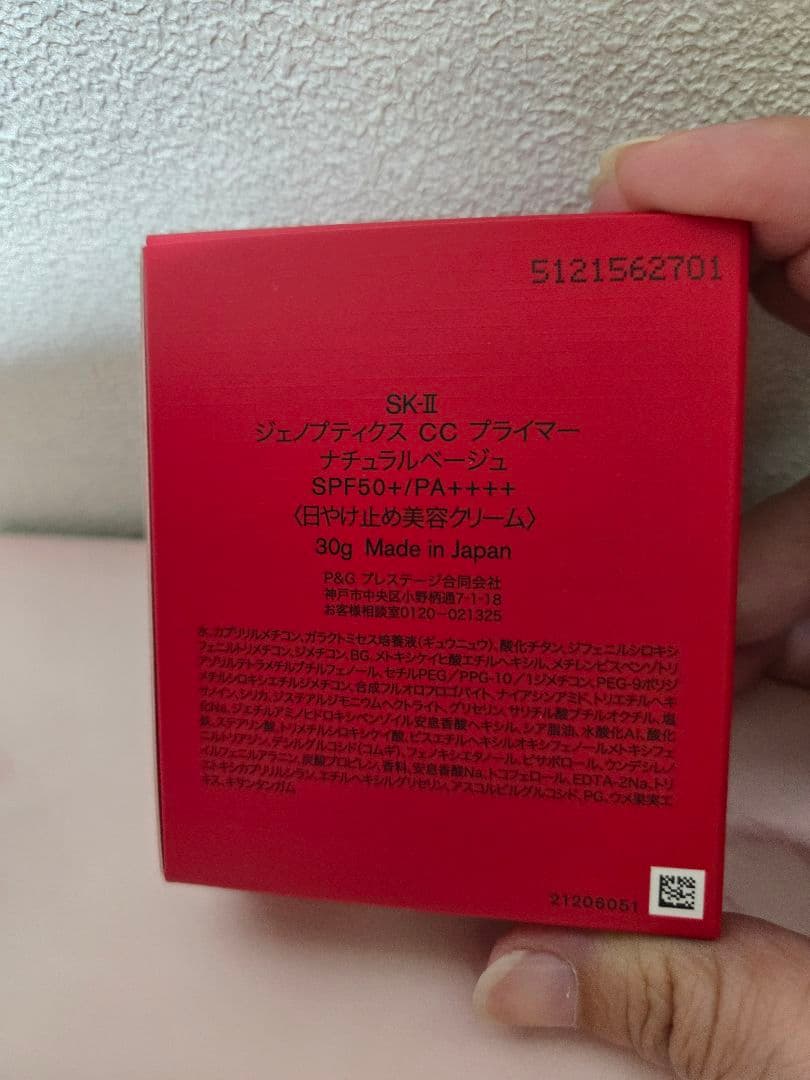 5121562701
SK-Ⅱ
ジェノプティクス CC プライマー
ナチュラルベージュ
SPF50+/PA++++
〈日やけ止め美容クリーム〉
30g Made in Japan
P&G プレステージ合同会社
神戸市中央区小野柄通7-1-18
お客様相談室0120-021325
水、カプリリルメチコン、ガラクトミセス培養液(ギュウニュウ)、酸化チタン、ジフェニルシロキシ
フェニルトリメチコン、ジメチコン、BG、メトキシケイヒ酸エチルヘキシル、メチレンビスベンゾトリ
アゾリルテトラメチルブチルフェノール、セチルPEG/PPG-10/1ジメチコン、PEG-9ポリジ
メチルシロキシエチルジメチコン、合成フルオロフロゴパイト、ナイアシンアミド、トリエチルヘキ
サノイン、シリカ、ジステアルジモニウムヘクトライト、グリセリン、サリチル酸ブチルオクチル、塩
化Na、ジエチルアミノヒドロキシベンゾイル安息香酸ヘキシル、シア脂油、水酸化Al、酸化
鉄、ステアリン酸、トリメチルシロキシケイ酸、ビスエチルヘキシルオキシフェノールメトキシフェ
ニルトリアジン、デシルグルコシド(コムギ)、フェノキシエタノール、ビサボロール、ウンデシレノ
イルフェニルアラニン、炭酸プロピレン、香料、安息香酸Na、トコフェロール、EDTA-2Na、トリ
エトキシカプリリルシラン、エチルヘキシルグリセリン、アスコルビルグルコシド、PG、ウメ果実エ
キス、キサンタンガム
21206051